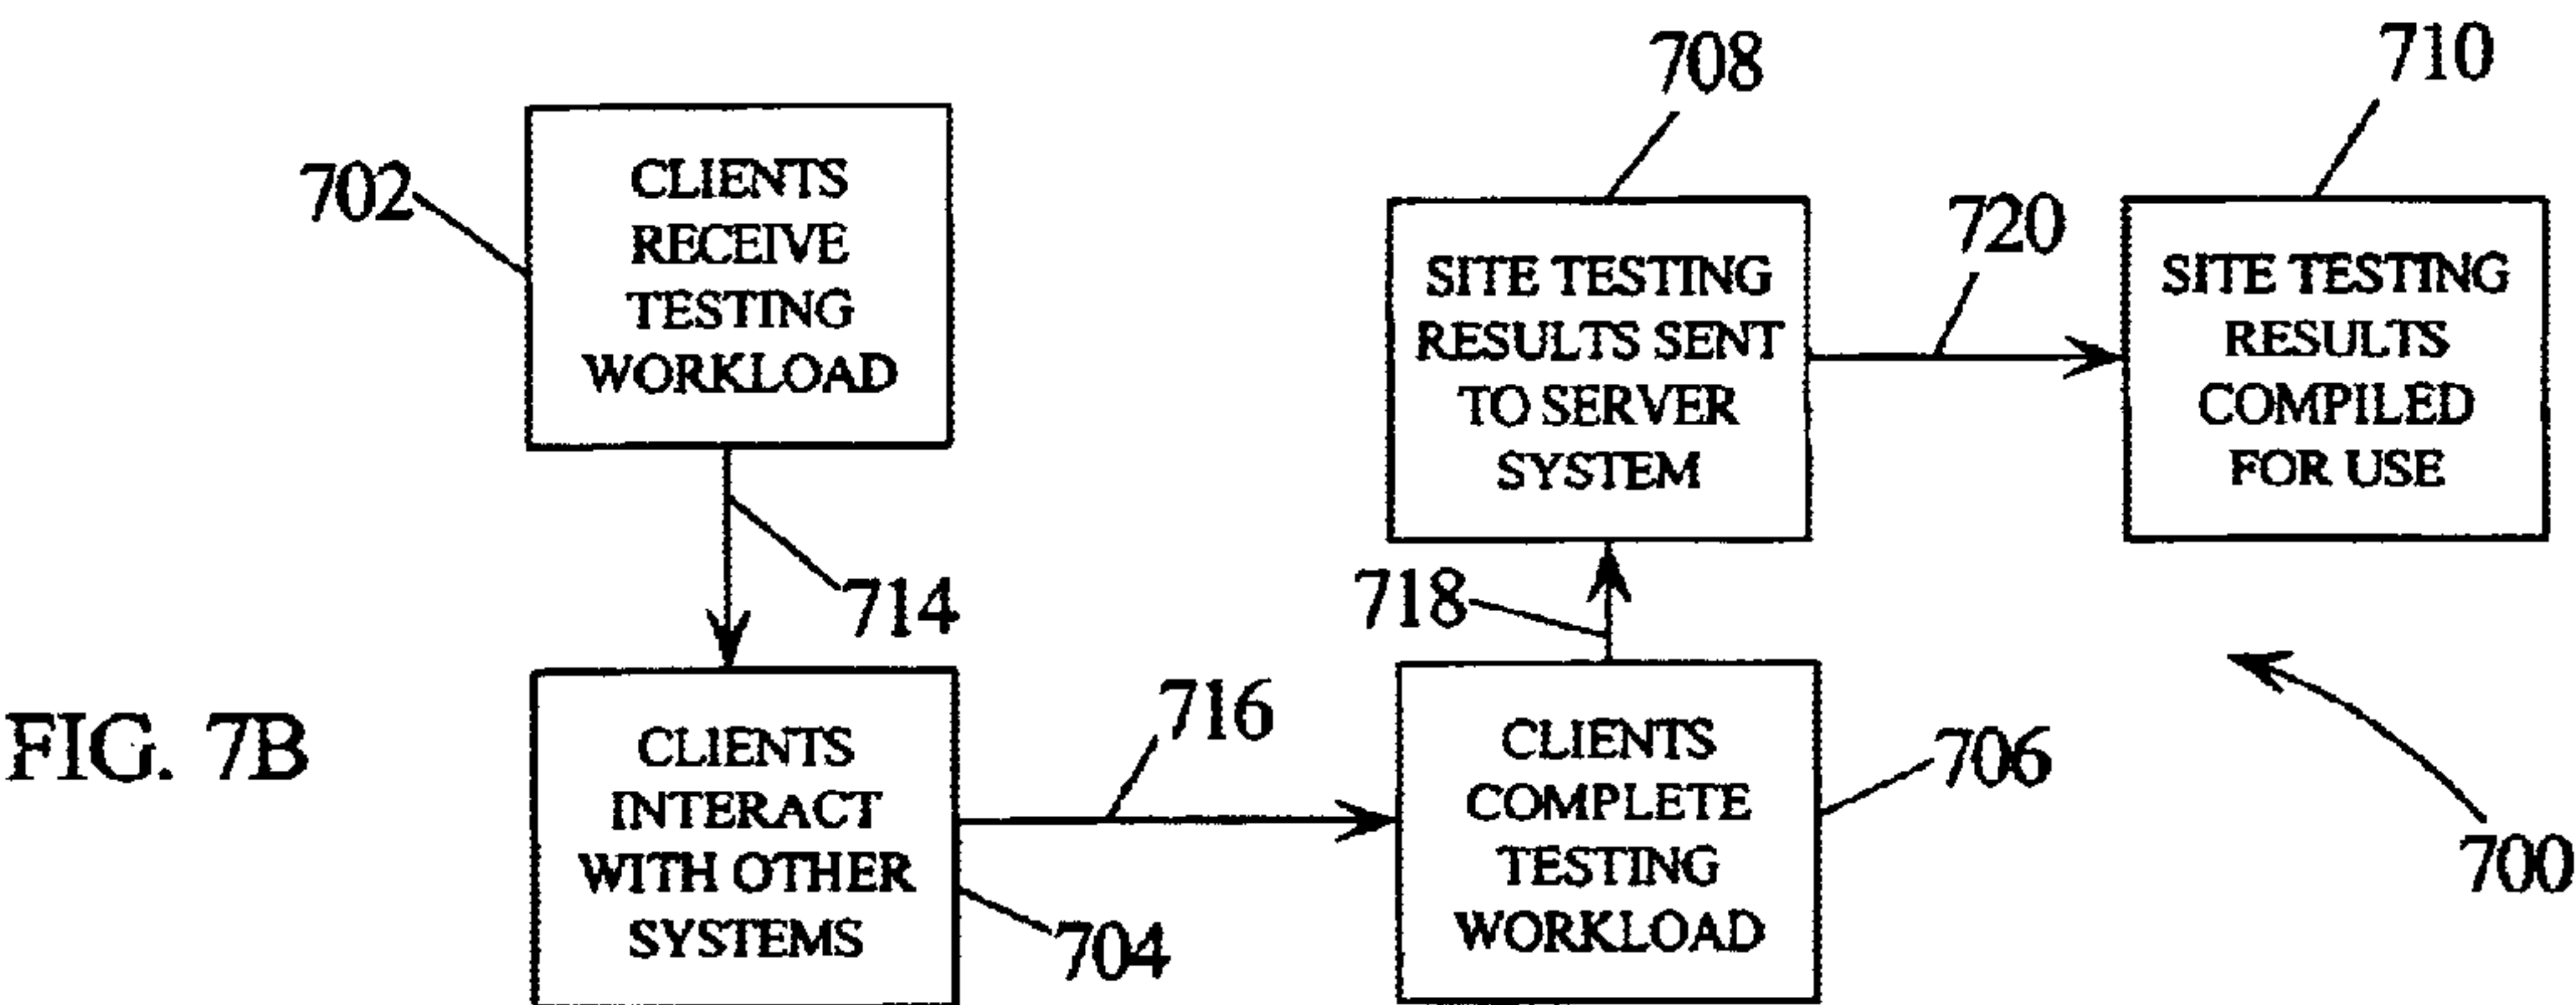 708
710
702
CLIENTS
RECEIVE
TESTING
WORKLOAD
720
SITE TESTING
RESULTS SENT
TO SERVER
SYSTEM
SITE TESTING
RESULTS
COMPILED
FOR USE
714
718
716
FIG. 7B
CLIENTS
INTERACT
WITH OTHER
SYSTEMS
704
CLIENTS
COMPLETE
TESTING
WORKLOAD
706
700